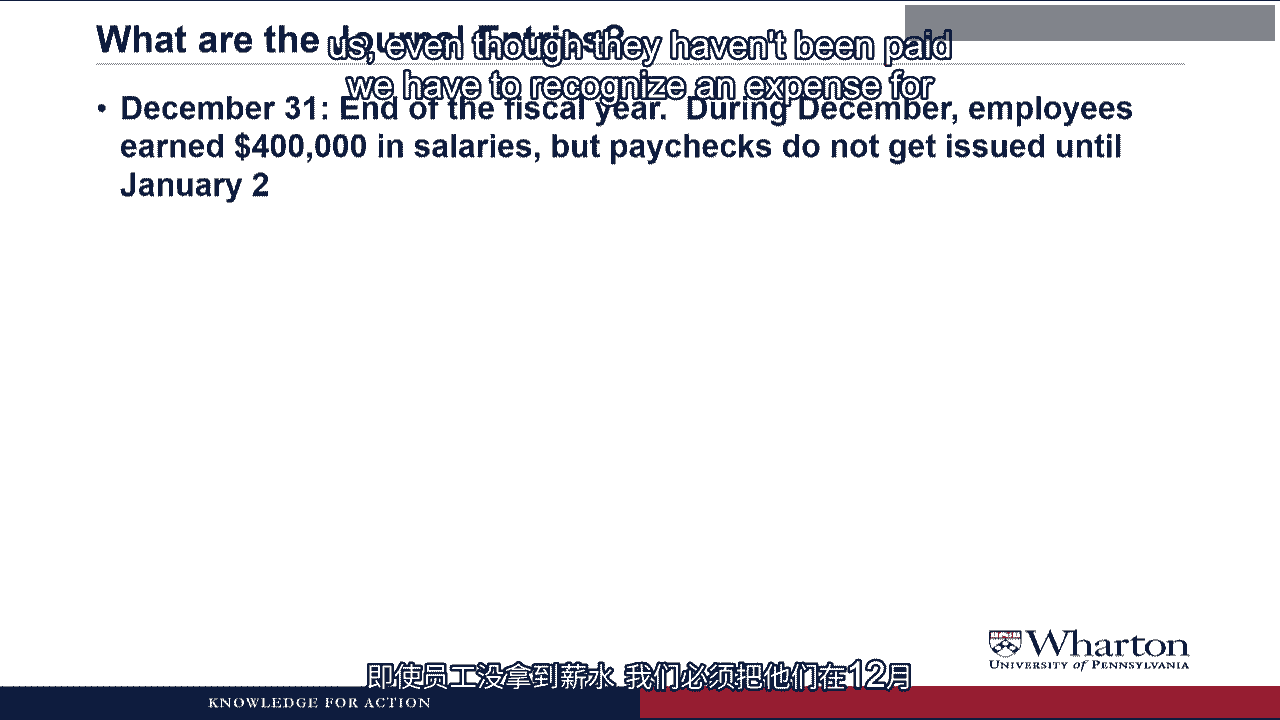 What are the Journal Entries?
us, even though they haven't been paid
we have to recognize an expense for
• December 31: End of the fiscal year. During December, employees
earned $400,000 in salaries, but paychecks do not get issued until
January 2
Wharton
UNIVERSITY of PENNSYLVANIA
即使员工没拿到薪水 我们必须把他们在12月
KNOWLEDGE FOR ACTION